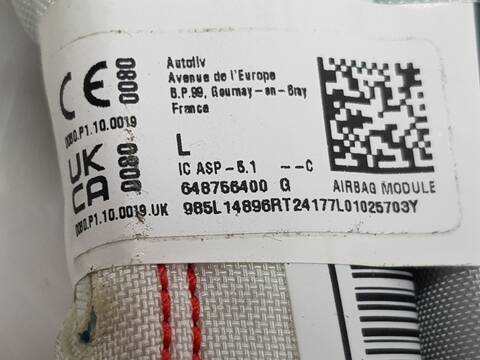 CE 0080
0080.P1.10.0019
UK
CA 0080
0080.P1.10.0019.UK
Autoliv
Avenue de l'Europe
B.P.99, Gournay-en-Bray
France
L
IC ASP-5.1 --C
648756400 G
985L14896RT24177L01025703Y
AIRBAG MODULE